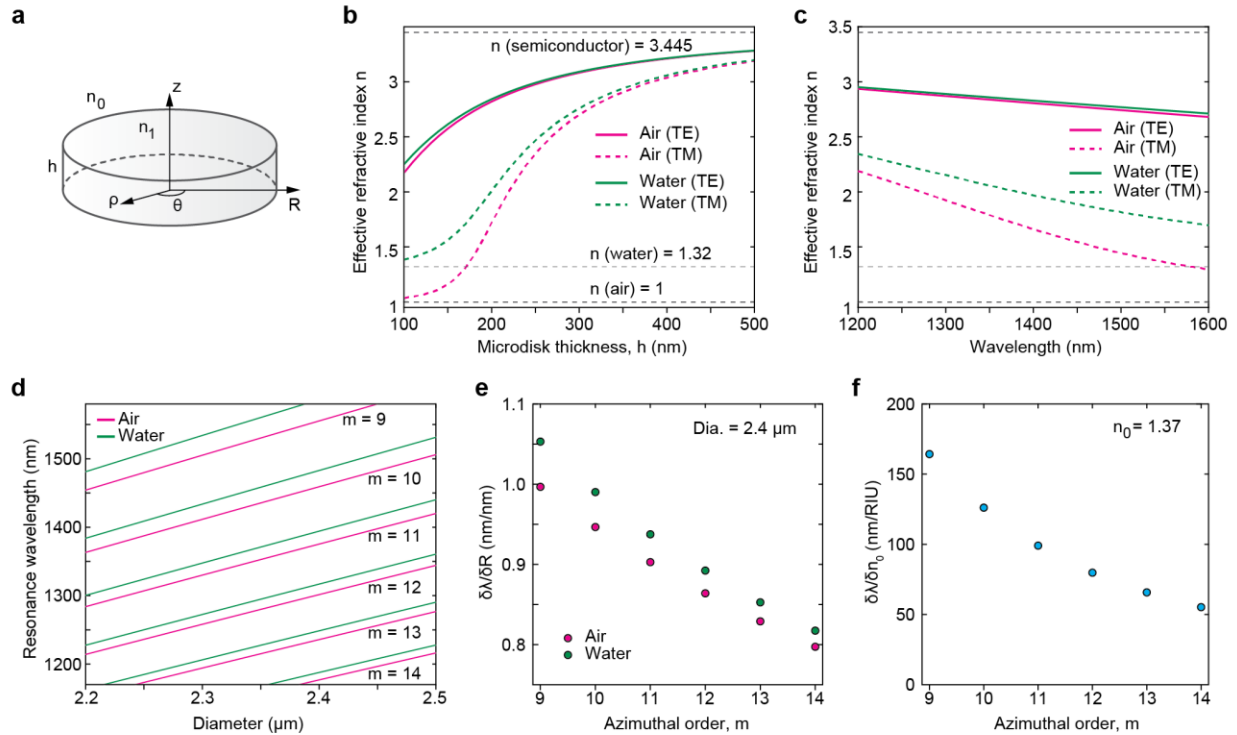 a
n0
z
n1
h
ρ
θ
R
b
Effective refractive index n
3.5
3
2.5
2
1.5
1
n (semiconductor) = 3.445
Air (TE)
Air (TM)
Water (TE)
Water (TM)
n (water) = 1.32
n (air) = 1
100
200
300
400
500
Microdisk thickness, h (nm)
c
Effective refractive index n
3.5
3
2.5
2
1.5
1
Air (TE)
Air (TM)
Water (TE)
Water (TM)
1200
1300
1400
1500
1600
Wavelength (nm)
d
Resonance wavelength (nm)
1500
1400
1300
1200
Air
Water
m = 9
m = 10
m = 11
m = 12
m = 13
m = 14
2.2
2.3
2.4
2.5
Diameter (μm)
e
δλ/δR (nm/nm)
1.1
1.0
0.9
0.8
Dia. = 2.4 μm
Air
Water
9
10
11
12
13
14
Azimuthal order, m
f
δλ/δn0 (nm/RIU)
200
150
100
50
0
n0 = 1.37
9
10
11
12
13
14
Azimuthal order, m